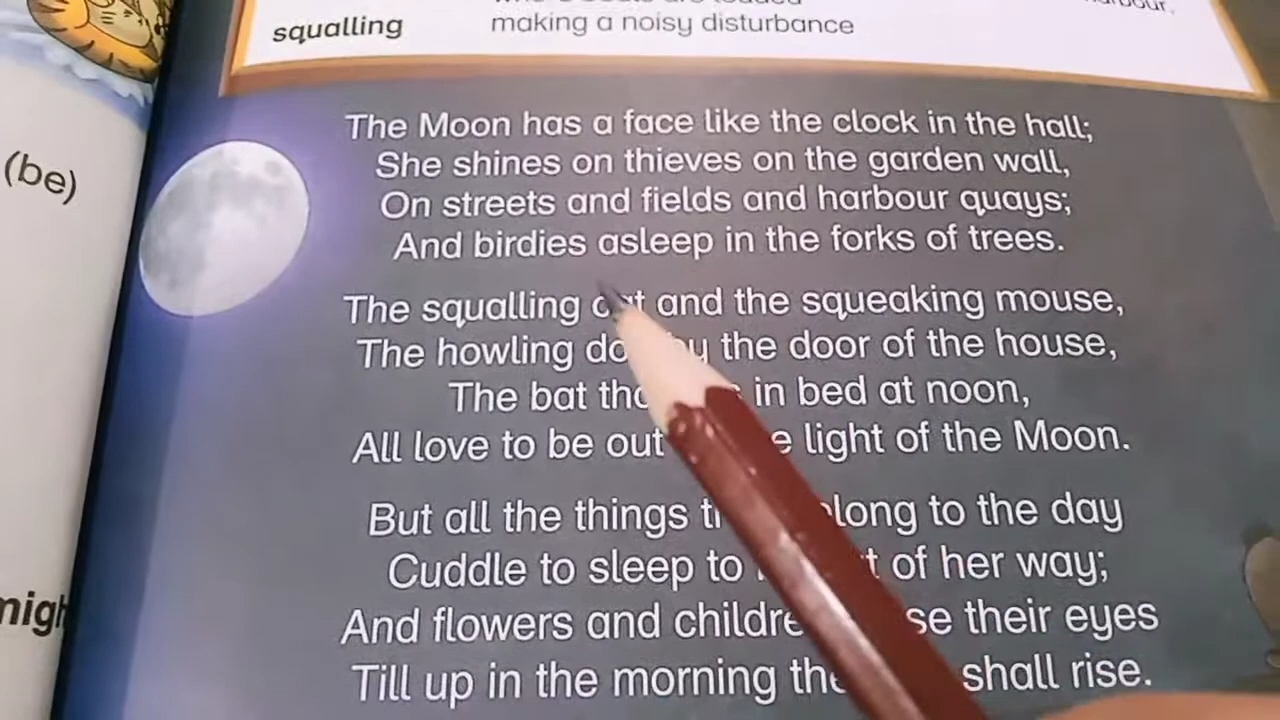 squalling making a noisy disturbance
(be)
The Moon has a face like the clock in the hall;
She shines on thieves on the garden wall,
On streets and fields and harbour quays;
And birdies asleep in the forks of trees.
The squalling cat and the squeaking mouse,
The howling by the door of the house,
The bat in bed at noon,
All love to be out light of the Moon.
But all the things to the day
Cuddle to sleep to of her way;
And flowers and their eyes
Till up in the morning shall rise.